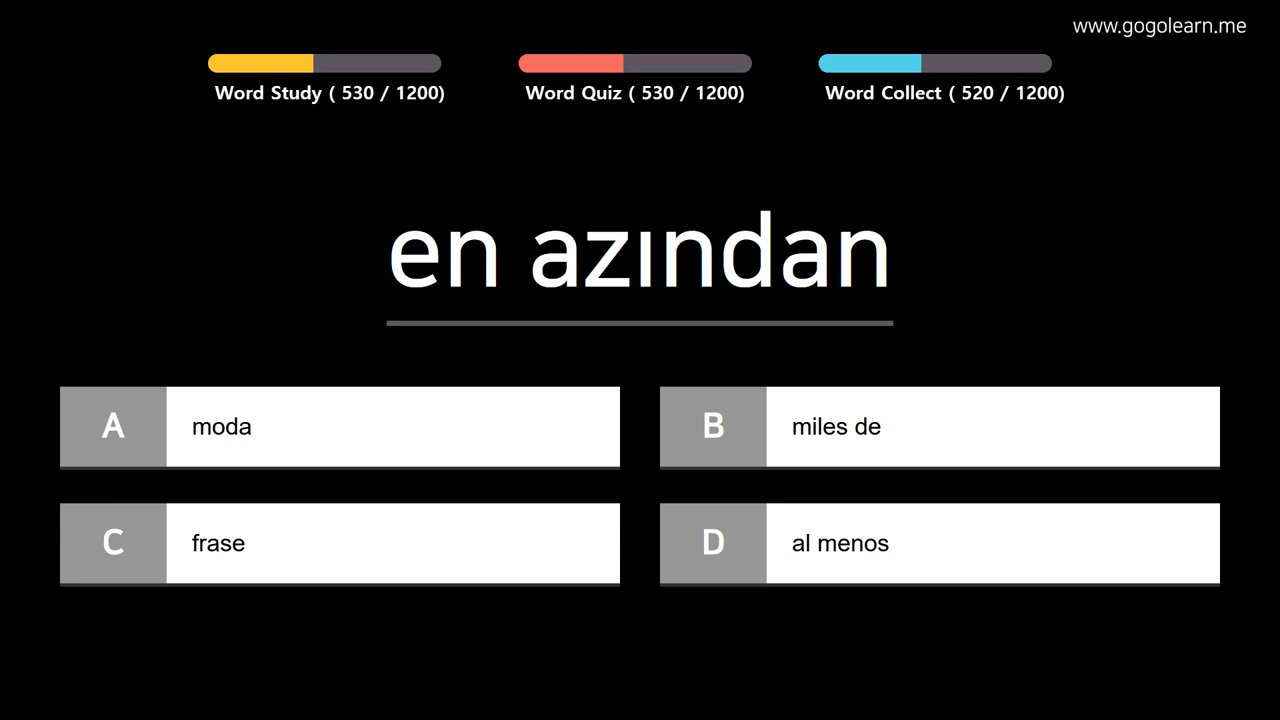 www.gogolearn.me
Word Study ( 530 / 1200)
Word Quiz ( 530 / 1200)
Word Collect ( 520 / 1200)
en azından
A moda
B miles de
C frase
D al menos